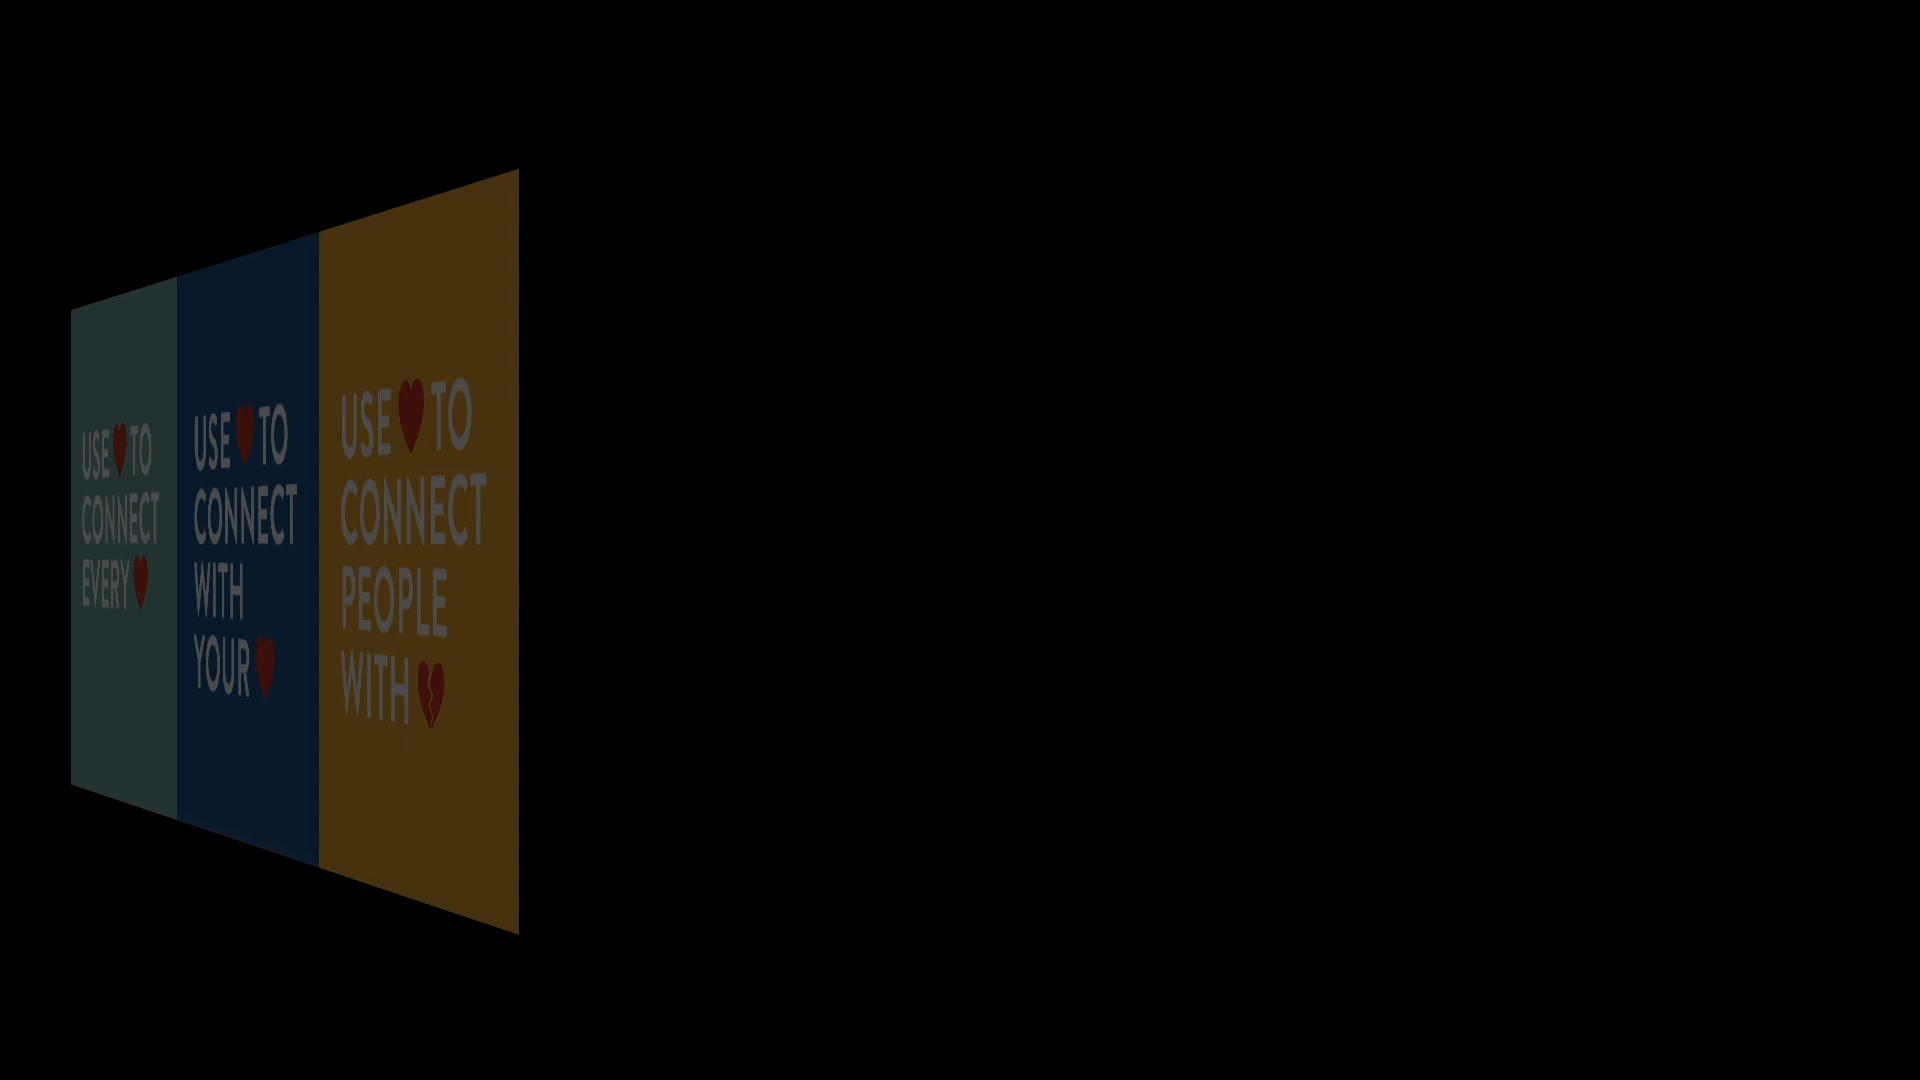 USE ❤ TO
CONNECT
EVERY ❤
USE ❤ TO
CONNECT
WITH
YOUR ❤
USE ❤ TO
CONNECT
PEOPLE
WITH 💔